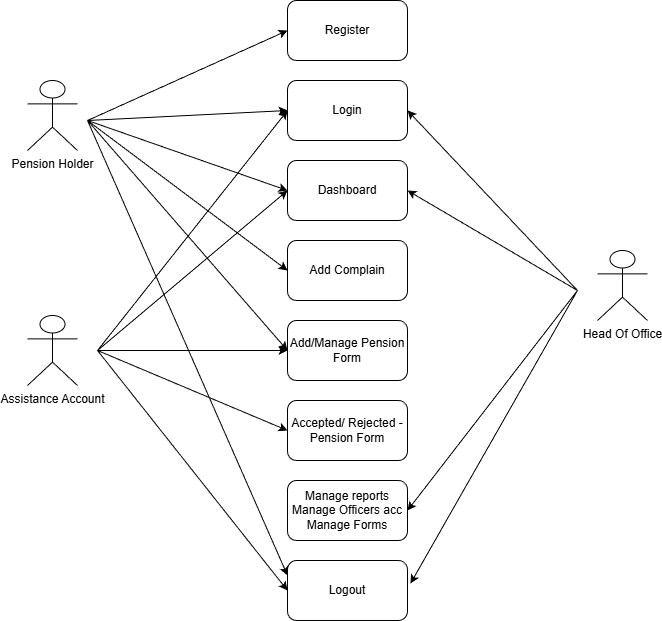 Register
Login
Pension Holder
Dashboard
Add Complain
Head Of Office
Add/Manage Pension
Form
Assistance Account
Accepted/ Rejected -
Pension Form
Manage reports
Manage Officers acc
Manage Forms
Logout